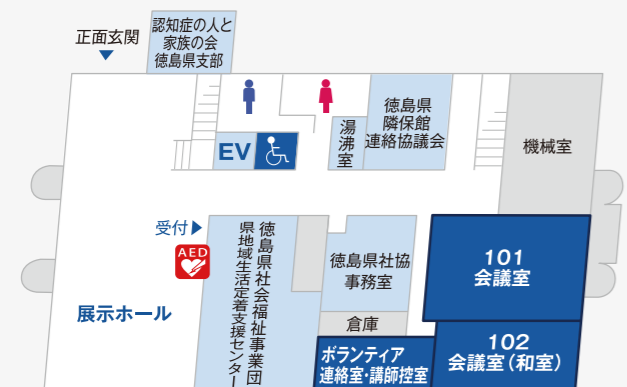 正面玄関
認知症の人と
家族の会
徳島県支部
徳島県
隣保館
連絡協議会
湯沸室
EV
機械室
受付
AED
展示ホール
徳島県社会福祉事業団
県地域生活定着支援センター
徳島県社協
事務室
倉庫
101
会議室
102
会議室(和室)
ボランティア
連絡室・講師控室